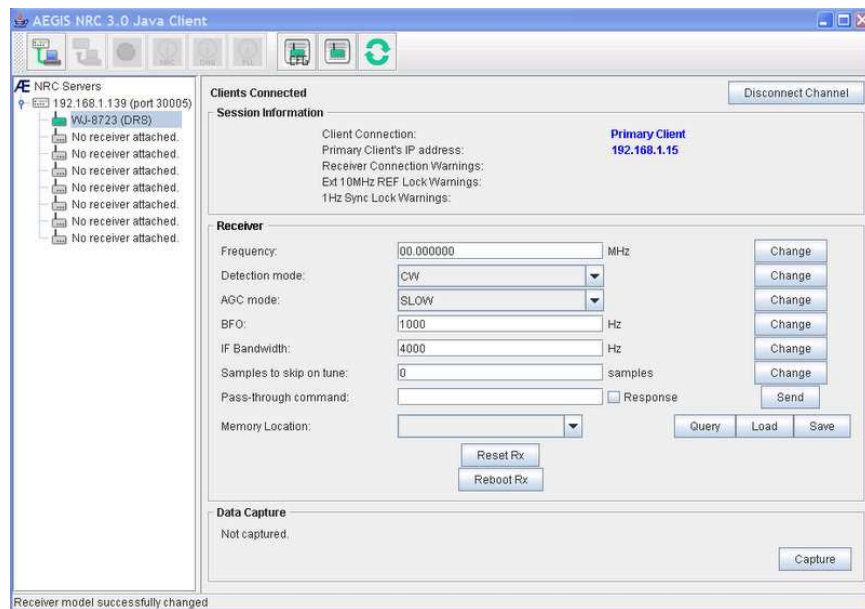 AEGIS NRC 3.0 Java Client
CFG
Æ NRC Servers
192.168.1.139 (port 30005)
WJ-8723 (DRS)
No receiver attached.
No receiver attached.
No receiver attached.
No receiver attached.
No receiver attached.
No receiver attached.
No receiver attached.
Clients Connected Disconnect Channel
Session Information
Client Connection: Primary Client
Primary Client's IP address: 192.168.1.15
Receiver Connection Warnings:
Ext 10MHz REF Lock Warnings:
1Hz Sync Lock Warnings:
Receiver
Frequency: 00.000000 MHz Change
Detection mode: CW Change
AGC mode: SLOW Change
BFO: 1000 Hz Change
IF Bandwidth: 4000 Hz Change
Samples to skip on tune: 0 samples Change
Pass-through command: Response Send
Memory Location: Query Load Save
Reset Rx
Reboot Rx
Data Capture
Not captured.
Capture
Receiver model successfully changed